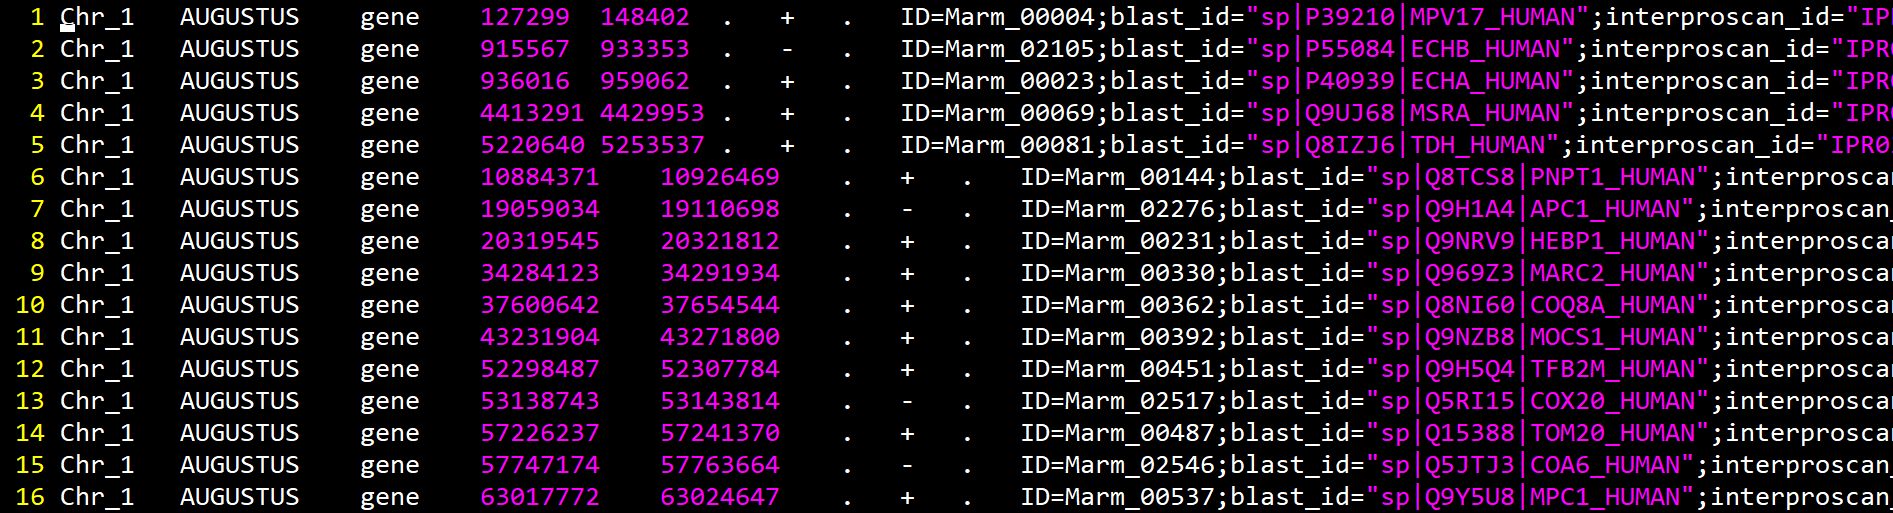 1 Chr_1 AUGUSTUS gene 127299 148402 . + . ID=Marm_00004;blast_id="sp|P39210|MPV17_HUMAN";interproscan_id="IP
2 Chr_1 AUGUSTUS gene 915567 933353 . - . ID=Marm_02105;blast_id="sp|P55084|ECHB_HUMAN";interproscan_id="IPR
3 Chr_1 AUGUSTUS gene 936016 959062 . + . ID=Marm_00023;blast_id="sp|P40939|ECHA_HUMAN";interproscan_id="IPR
4 Chr_1 AUGUSTUS gene 4413291 4429953 . + . ID=Marm_00069;blast_id="sp|Q9UJ68|MSRA_HUMAN";interproscan_id="IPR
5 Chr_1 AUGUSTUS gene 5220640 5253537 . + . ID=Marm_00081;blast_id="sp|Q8IZJ6|TDH_HUMAN";interproscan_id="IPR0
6 Chr_1 AUGUSTUS gene 10884371 10926469 . + . ID=Marm_00144;blast_id="sp|Q8TCS8|PNPT1_HUMAN";interprosca
7 Chr_1 AUGUSTUS gene 19059034 19110698 . - . ID=Marm_02276;blast_id="sp|Q9H1A4|APC1_HUMAN";interproscan_
8 Chr_1 AUGUSTUS gene 20319545 20321812 . + . ID=Marm_00231;blast_id="sp|Q9NRV9|HEBP1_HUMAN";interprosca
9 Chr_1 AUGUSTUS gene 34284123 34291934 . + . ID=Marm_00330;blast_id="sp|Q969Z3|MARC2_HUMAN";interprosca
10 Chr_1 AUGUSTUS gene 37600642 37654544 . + . ID=Marm_00362;blast_id="sp|Q8NI60|COQ8A_HUMAN";interprosca
11 Chr_1 AUGUSTUS gene 43231904 43271800 . + . ID=Marm_00392;blast_id="sp|Q9NZB8|MOCS1_HUMAN";interprosca
12 Chr_1 AUGUSTUS gene 52298487 52307784 . + . ID=Marm_00451;blast_id="sp|Q9H5Q4|TFB2M_HUMAN";interprosca
13 Chr_1 AUGUSTUS gene 53138743 53143814 . - . ID=Marm_02517;blast_id="sp|Q5RI15|COX20_HUMAN";interprosca
14 Chr_1 AUGUSTUS gene 57226237 57241370 . + . ID=Marm_00487;blast_id="sp|Q15388|TOM20_HUMAN";interprosca
15 Chr_1 AUGUSTUS gene 57747174 57763664 . - . ID=Marm_02546;blast_id="sp|Q5JTJ3|COA6_HUMAN";interproscan_
16 Chr_1 AUGUSTUS gene 63017772 63024647 . + . ID=Marm_00537;blast_id="sp|Q9Y5U8|MPC1_HUMAN";interproscan_